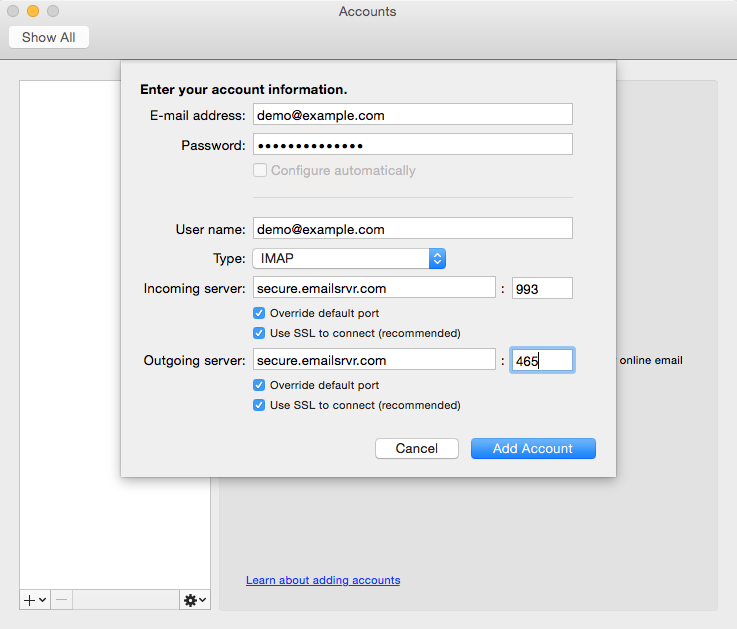 Accounts
Show All
Enter your account information.
E-mail address: demo@example.com
Password: ••••••••••••••
Configure automatically
User name: demo@example.com
Type: IMAP
Incoming server: secure.emailsrvr.com : 993
Override default port
Use SSL to connect (recommended)
Outgoing server: secure.emailsrvr.com : 465
online email
Override default port
Use SSL to connect (recommended)
Cancel Add Account
Learn about adding accounts